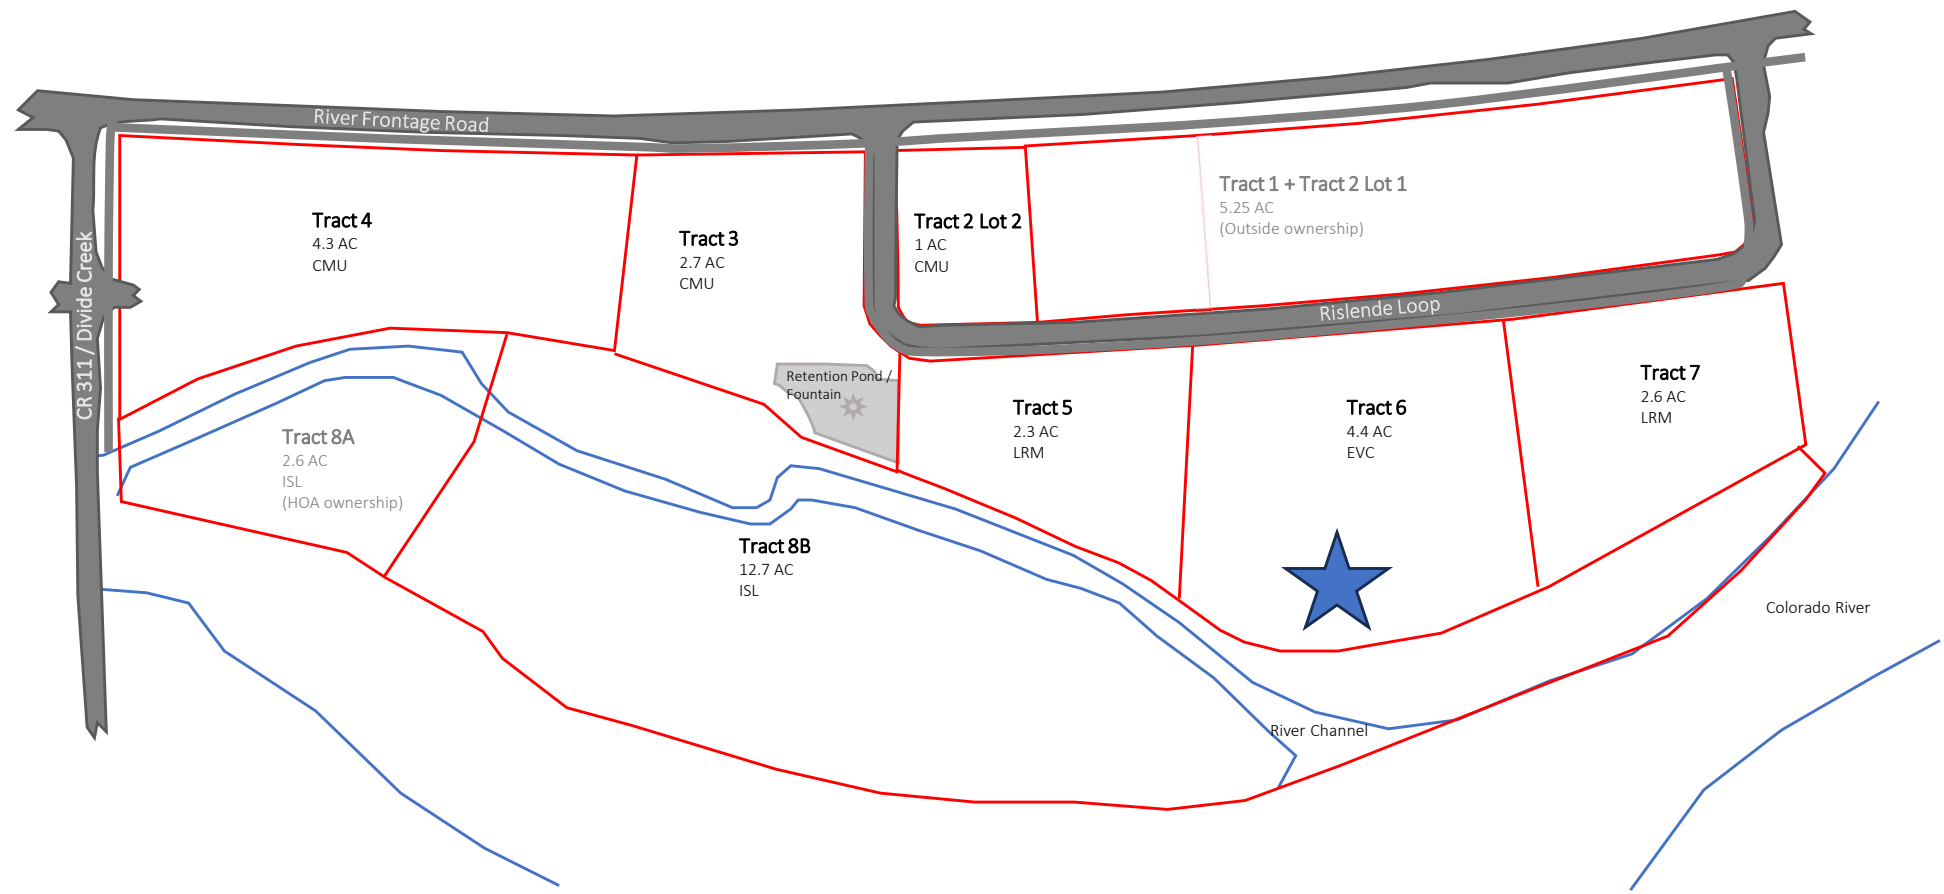 River Frontage Road
CR 311 / Divide Creek
Tract 4
4.3 AC
CMU
Tract 3
2.7 AC
CMU
Tract 2 Lot 2
1 AC
CMU
Tract 1 + Tract 2 Lot 1
5.25 AC
(Outside ownership)
Rislende Loop
Retention Pond /
Fountain
Tract 5
2.3 AC
LRM
Tract 6
4.4 AC
EVC
Tract 7
2.6 AC
LRM
Tract 8A
2.6 AC
ISL
(HOA ownership)
Tract 8B
12.7 AC
ISL
Colorado River
River Channel